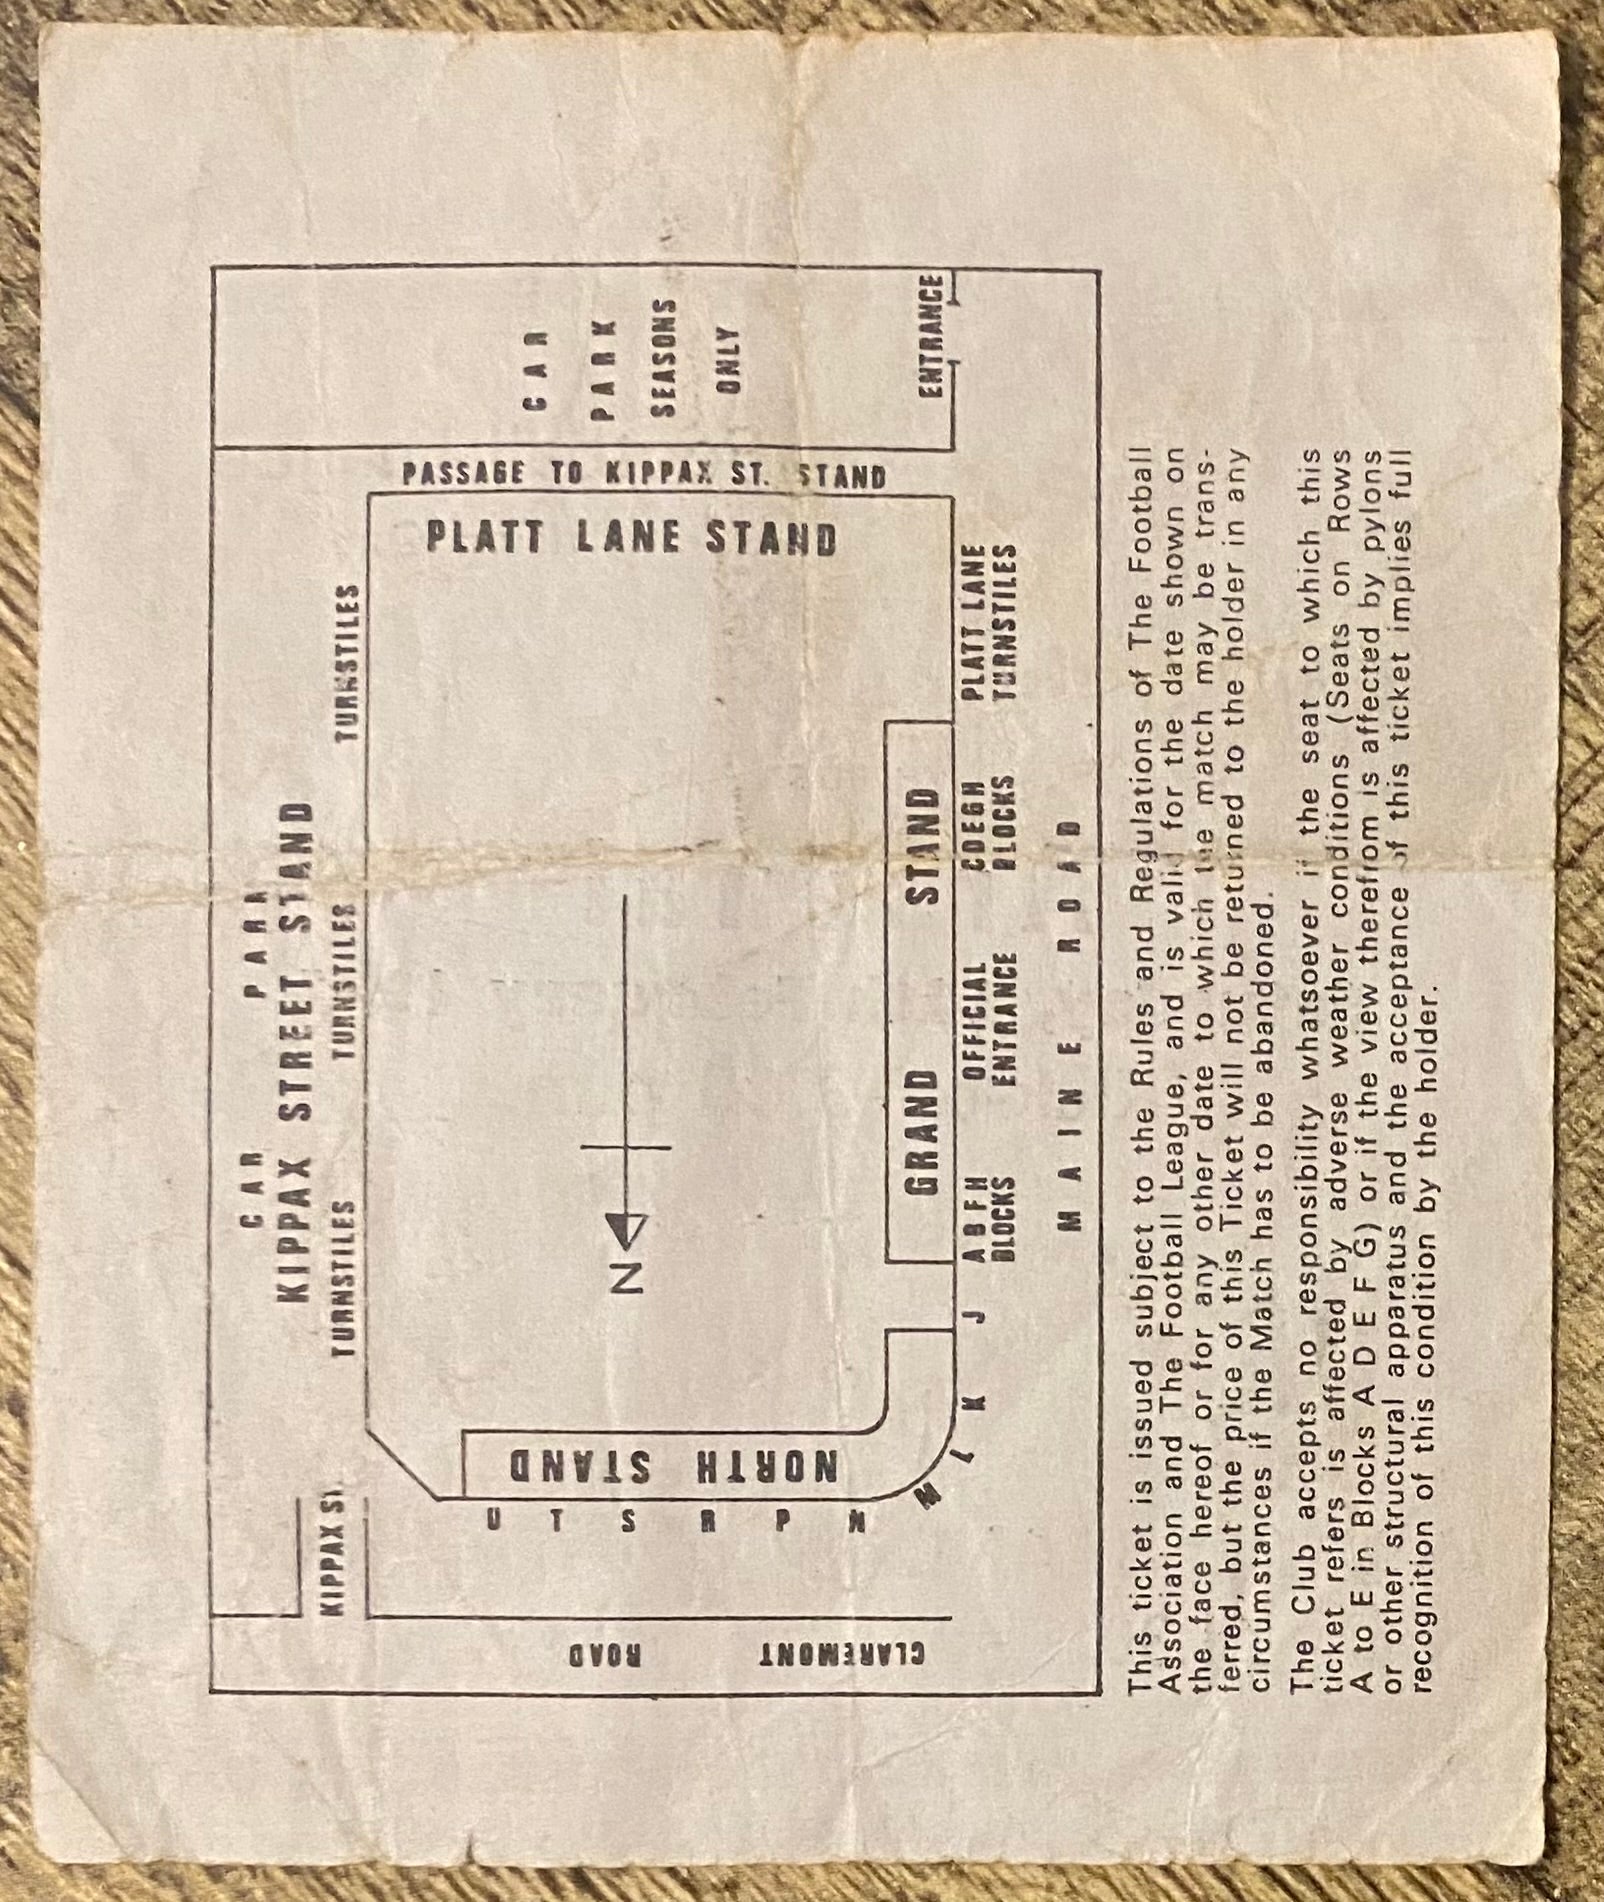 CAR PARK
KIPPAX STREET STAND
TURNSTILES TURNSTILES TURNSTILES
KIPPAX ST.
PASSAGE TO KIPPAX ST. STAND
PLATT LANE STAND
CAR
PARK
SEASONS
ONLY
ENTRANCE
N
NORTH STAND
U T S R P N M L K J
CLAREMONT
ROAD
GRAND STAND
A B F H
BLOCKS
OFFICIAL
ENTRANCE
CDEGH
BLOCKS
PLATT LANE
TURNSTILES
MAINE ROAD
This ticket is issued subject to the Rules and Regulations of The Football
Association and The Football League, and is valid for the date shown on
the face hereof or for any other date to which the match may be trans-
ferred, but the price of this Ticket will not be returned to the holder in any
circumstances if the Match has to be abandoned.
The Club accepts no responsibility whatsoever if the seat to which this
ticket refers is affected by adverse weather conditions (Seats on Rows
A to E in Blocks A D E F G) or if the view therefrom is affected by pylons
or other structural apparatus and the acceptance of this ticket implies full
recognition of this condition by the holder.